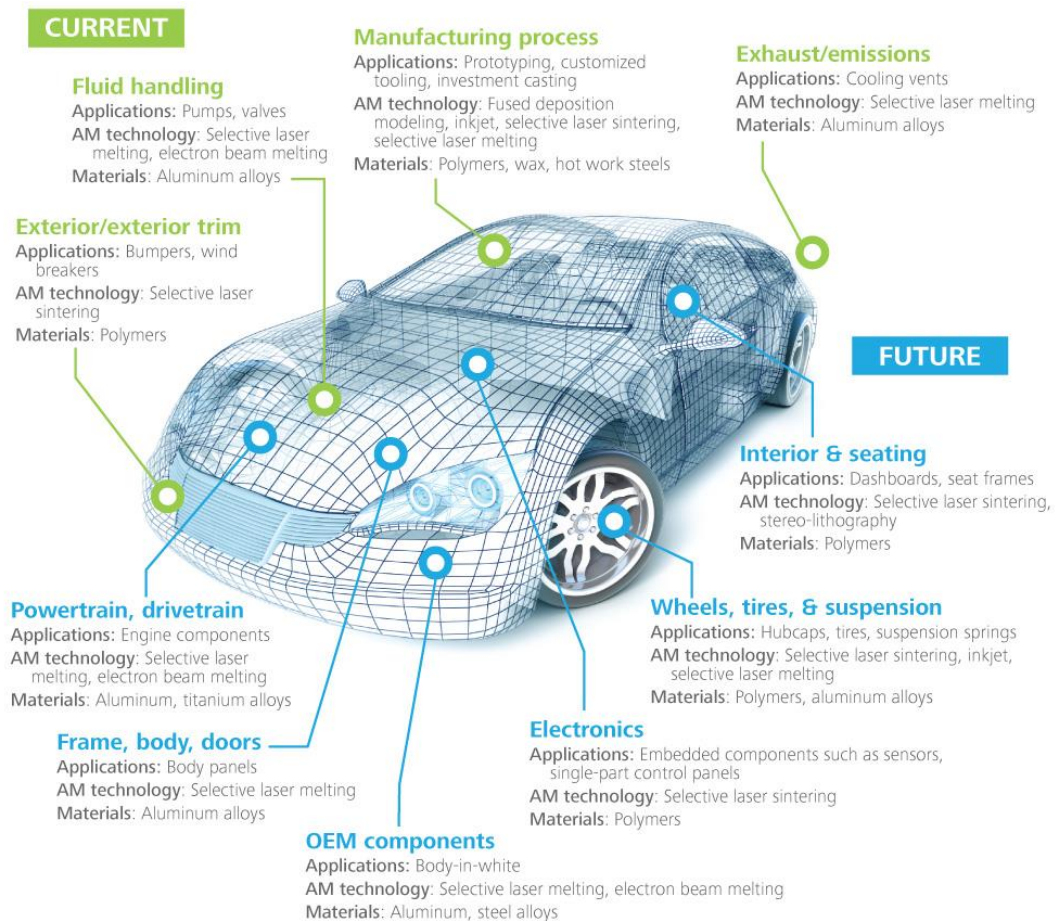 CURRENT
Fluid handling
Applications: Pumps, valves
AM technology: Selective laser
melting, electron beam melting
Materials: Aluminum alloys
Manufacturing process
Applications: Prototyping, customized
tooling, investment casting
AM technology: Fused deposition
modeling, inkjet, selective laser sintering,
selective laser melting
Materials: Polymers, wax, hot work steels
Exhaust/emissions
Applications: Cooling vents
AM technology: Selective laser melting
Materials: Aluminum alloys
Exterior/exterior trim
Applications: Bumpers, wind
breakers
AM technology: Selective laser
sintering
Materials: Polymers
FUTURE
Interior & seating
Applications: Dashboards, seat frames
AM technology: Selective laser sintering,
stereo-lithography
Materials: Polymers
Powertrain, drivetrain
Applications: Engine components
AM technology: Selective laser
melting, electron beam melting
Materials: Aluminum, titanium alloys
Wheels, tires, & suspension
Applications: Hubcaps, tires, suspension springs
AM technology: Selective laser sintering, inkjet,
selective laser melting
Materials: Polymers, aluminum alloys
Frame, body, doors
Applications: Body panels
AM technology: Selective laser melting
Materials: Aluminum alloys
Electronics
Applications: Embedded components such as sensors,
single-part control panels
AM technology: Selective laser sintering
Materials: Polymers
OEM components
Applications: Body-in-white
AM technology: Selective laser melting, electron beam melting
Materials: Aluminum, steel alloys